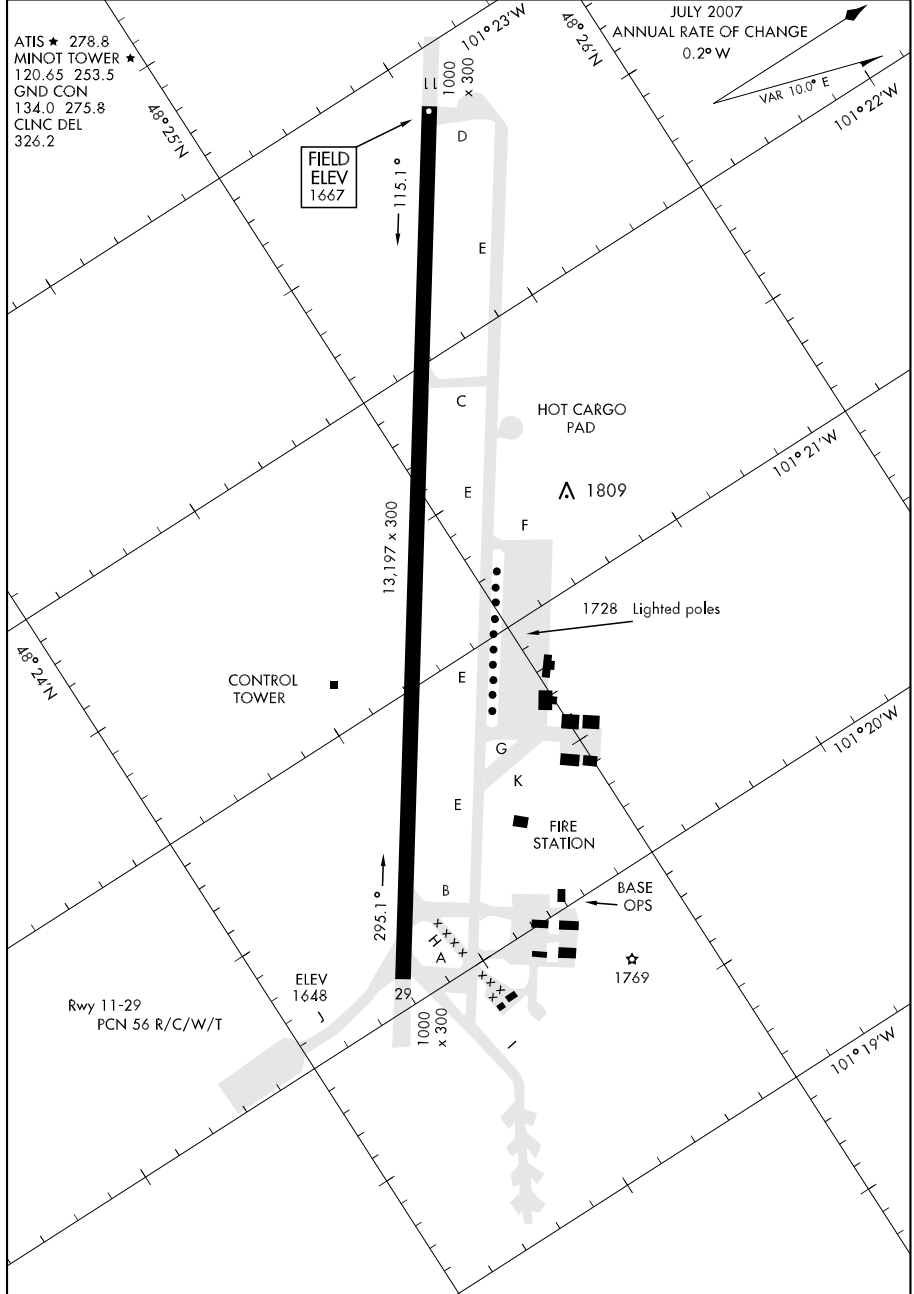 ATIS ★ 278.8
MINOT TOWER ★
120.65 253.5
GND CON
134.0 275.8
CLNC DEL
326.2
JULY 2007
ANNUAL RATE OF CHANGE
0.2° W
VAR 10.0° E
101° 23'W
48° 26'N
101° 22'W
48° 25'N
11
1000
x 300
D
FIELD
ELEV
1667
115.1°
E
C
HOT CARGO
PAD
101° 21'W
E
1809
F
13,197 x 300
1728 Lighted poles
48° 24'N
CONTROL
TOWER
E
101° 20'W
G
K
E
FIRE
STATION
295.1°
B
BASE
OPS
x x x x
H
A
x x x x
1769
ELEV
1648
29
J
Rwy 11-29
PCN 56 R/C/W/T
1000
x 300
I
101° 19'W